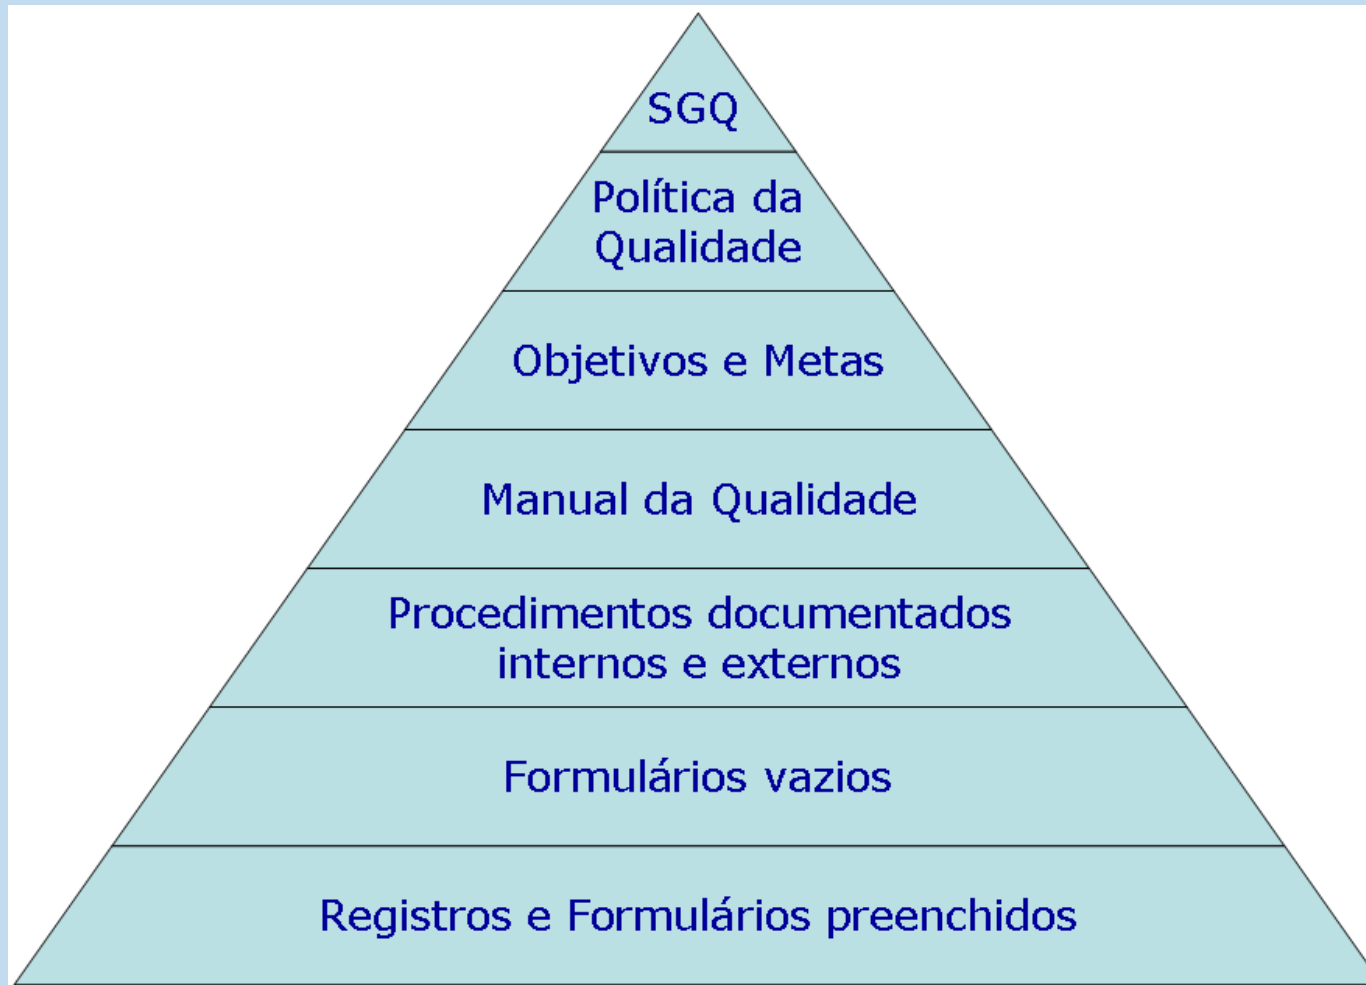 SGQ
Política da
Qualidade
Objetivos e Metas
Manual da Qualidade
Procedimentos documentados
internos e externos
Formulários vazios
Registros e Formulários preenchidos